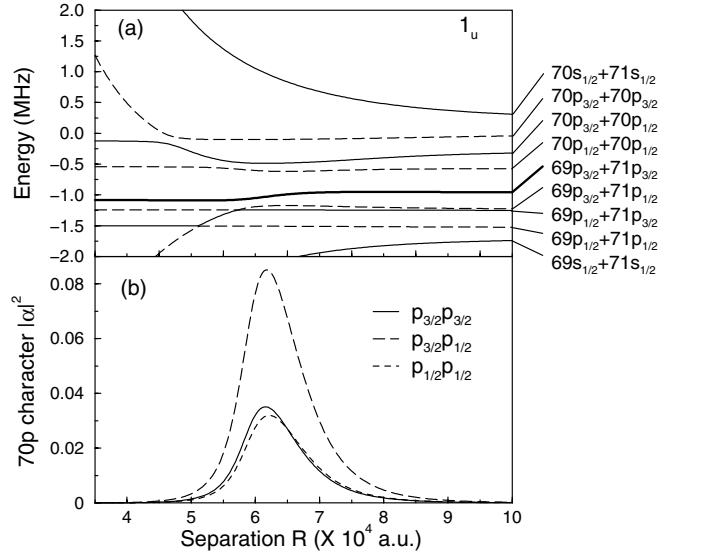 (a)
1u
Energy (MHz)
2.0
1.5
1.0
0.5
0.0
−0.5
−1.0
−1.5
−2.0
70s1/2+71s1/2
70p3/2+70p3/2
70p3/2+70p1/2
70p1/2+70p1/2
69p3/2+71p3/2
69p3/2+71p1/2
69p1/2+71p3/2
69p1/2+71p1/2
69s1/2+71s1/2
(b)
70p character |α|2
0.08
0.06
0.04
0.02
0
p3/2p3/2
p3/2p1/2
p1/2p1/2
4 5 6 7 8 9 10
Separation R (X 104 a.u.)